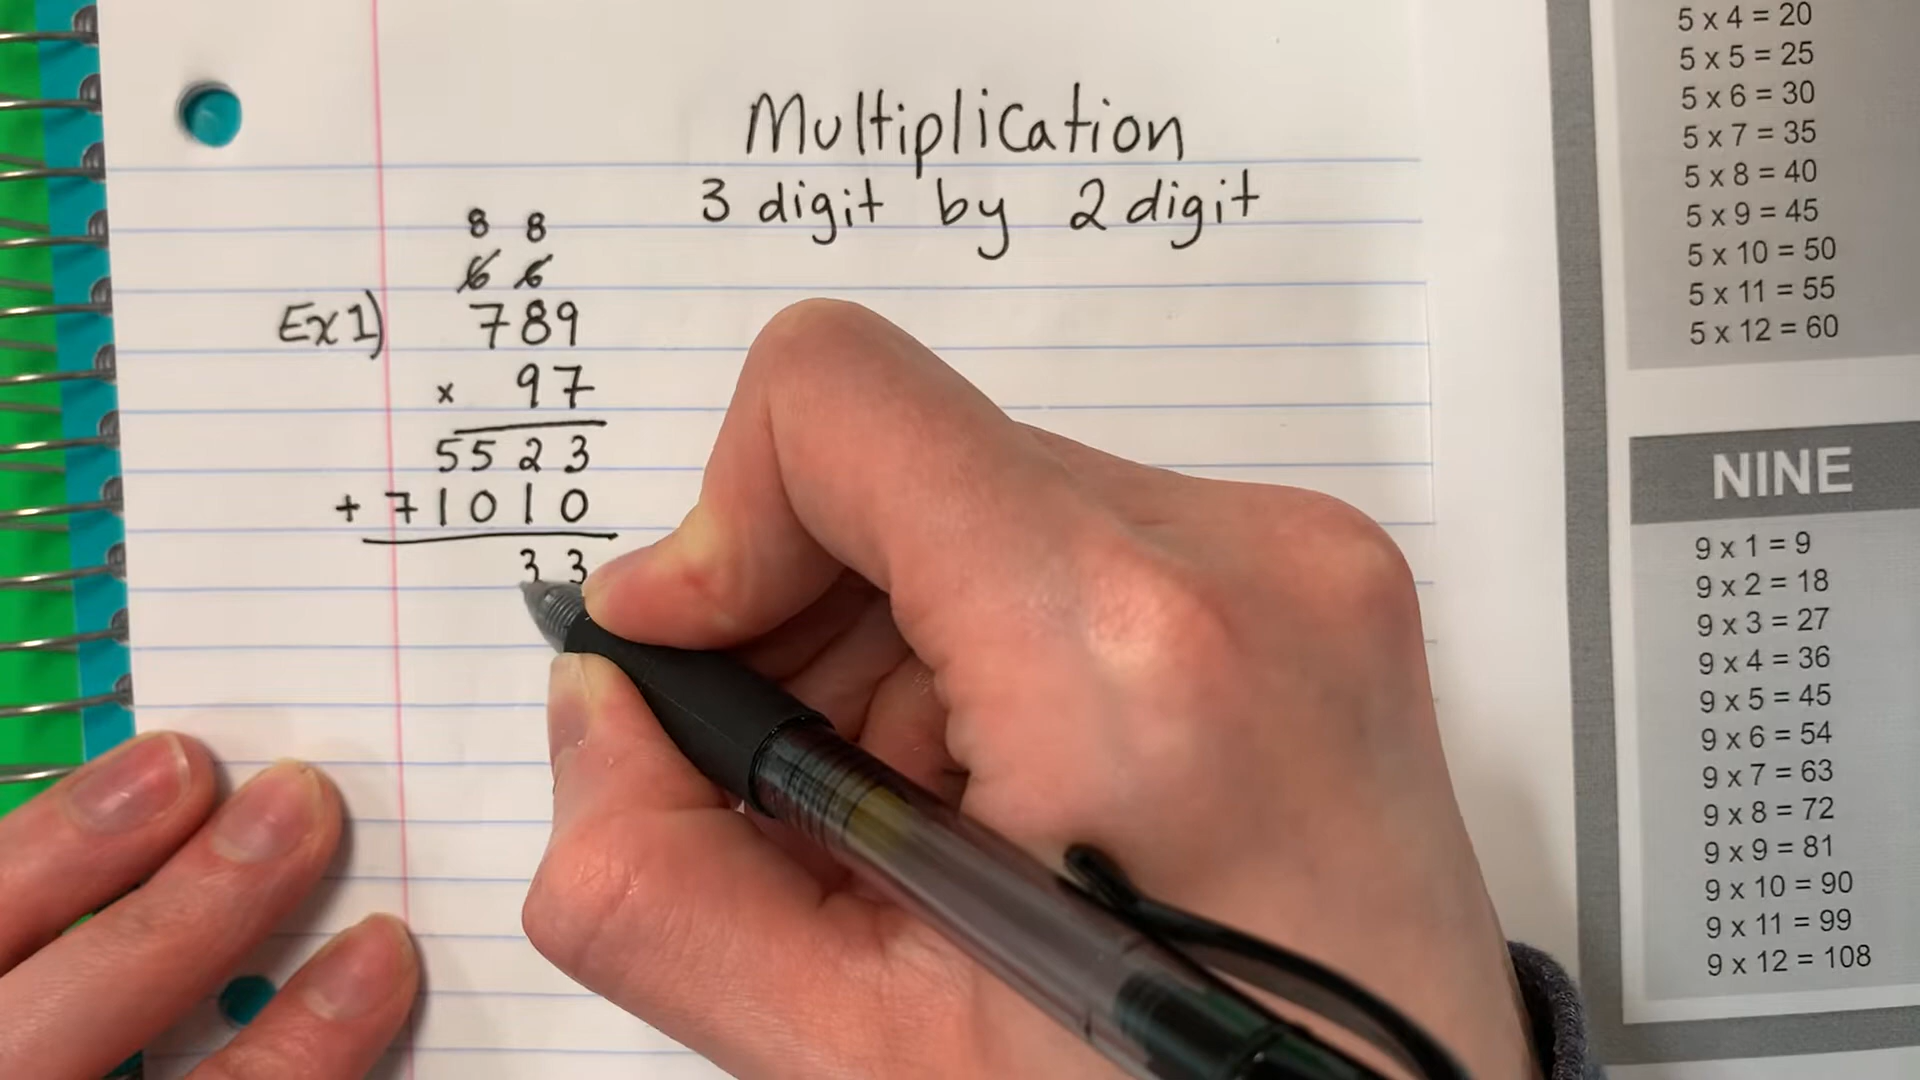 Multiplication
3 digit by 2 digit
8 8
6 6
Ex 1) 789
x 97
5523
+ 71010
3 3
5 x 4 = 20
5 x 5 = 25
5 x 6 = 30
5 x 7 = 35
5 x 8 = 40
5 x 9 = 45
5 x 10 = 50
5 x 11 = 55
5 x 12 = 60
NINE
9 x 1 = 9
9 x 2 = 18
9 x 3 = 27
9 x 4 = 36
9 x 5 = 45
9 x 6 = 54
9 x 7 = 63
9 x 8 = 72
9 x 9 = 81
9 x 10 = 90
9 x 11 = 99
9 x 12 = 108